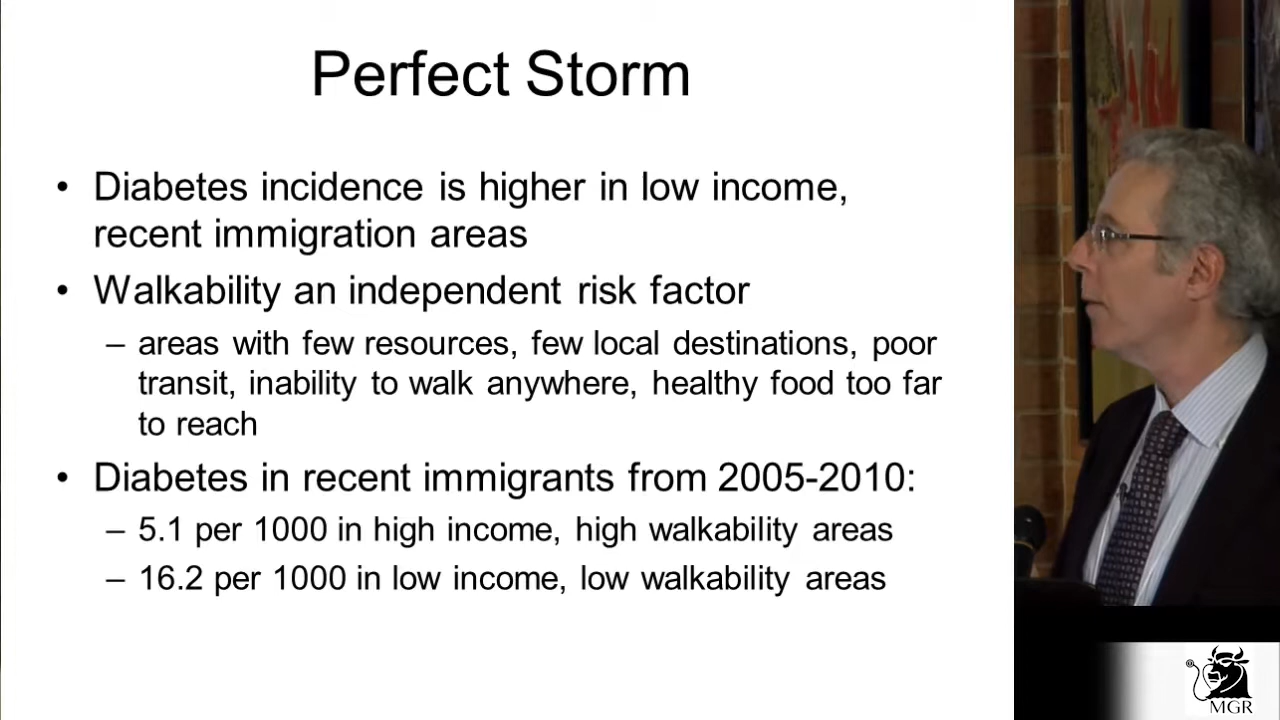 Perfect Storm
• Diabetes incidence is higher in low income,
recent immigration areas
• Walkability an independent risk factor
– areas with few resources, few local destinations, poor
transit, inability to walk anywhere, healthy food too far
to reach
• Diabetes in recent immigrants from 2005-2010:
– 5.1 per 1000 in high income, high walkability areas
– 16.2 per 1000 in low income, low walkability areas
MGR